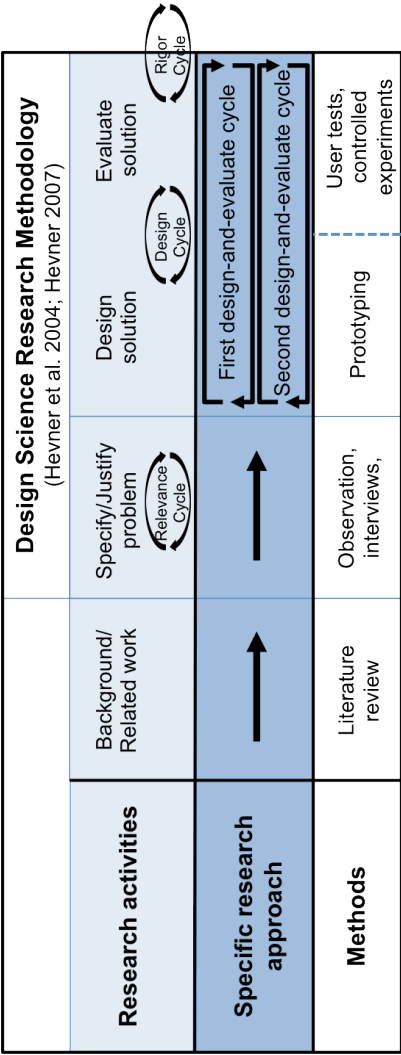 Design Science Research Methodology
(Hevner et al. 2004; Hevner 2007)
Research activities
Background/
Related work
Specify/Justify
problem
Relevance
Cycle
Design
solution
Design
Cycle
Evaluate
solution
Rigor
Cycle
Specific research
approach
First design-and-evaluate cycle
Second design-and-evaluate cycle
Methods
Literature
review
Observation,
interviews,
Prototyping
User tests,
controlled
experiments